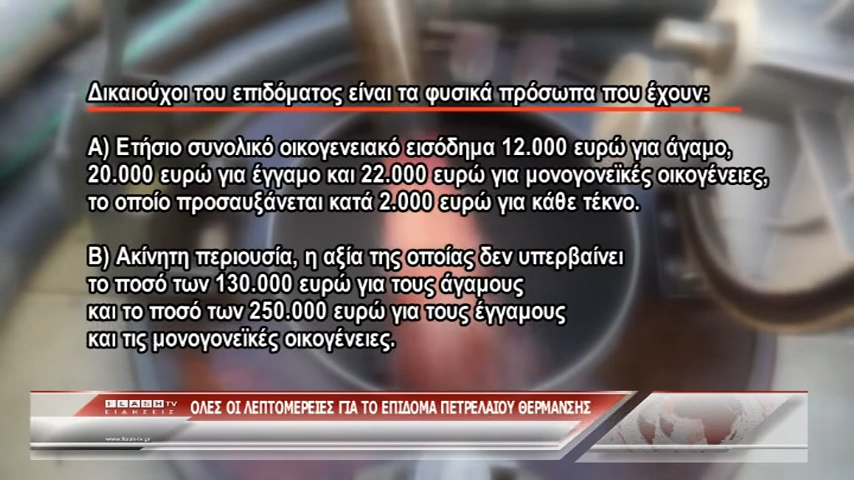 Δικαιούχοι του επιδόματος είναι τα φυσικά πρόσωπα που έχουν:
Α) Ετήσιο συνολικό οικογενειακό εισόδημα 12.000 ευρώ για άγαμο,
20.000 ευρώ για έγγαμο και 22.000 ευρώ για μονογονεϊκές οικογένειες,
το οποίο προσαυξάνεται κατά 2.000 ευρώ για κάθε τέκνο.
Β) Ακίνητη περιουσία, η αξία της οποίας δεν υπερβαίνει
το ποσό των 130.000 ευρώ για τους άγαμους
και το ποσό των 250.000 ευρώ για τους έγγαμους
και τις μονογονεϊκές οικογένειες.
FLASH TV
ΕΙΔΗΣΕΙΣ
ΟΛΕΣ ΟΙ ΛΕΠΤΟΜΕΡΕΙΕΣ ΓΙΑ ΤΟ ΕΠΙΔΟΜΑ ΠΕΤΡΕΛΑΙΟΥ ΘΕΡΜΑΝΣΗΣ